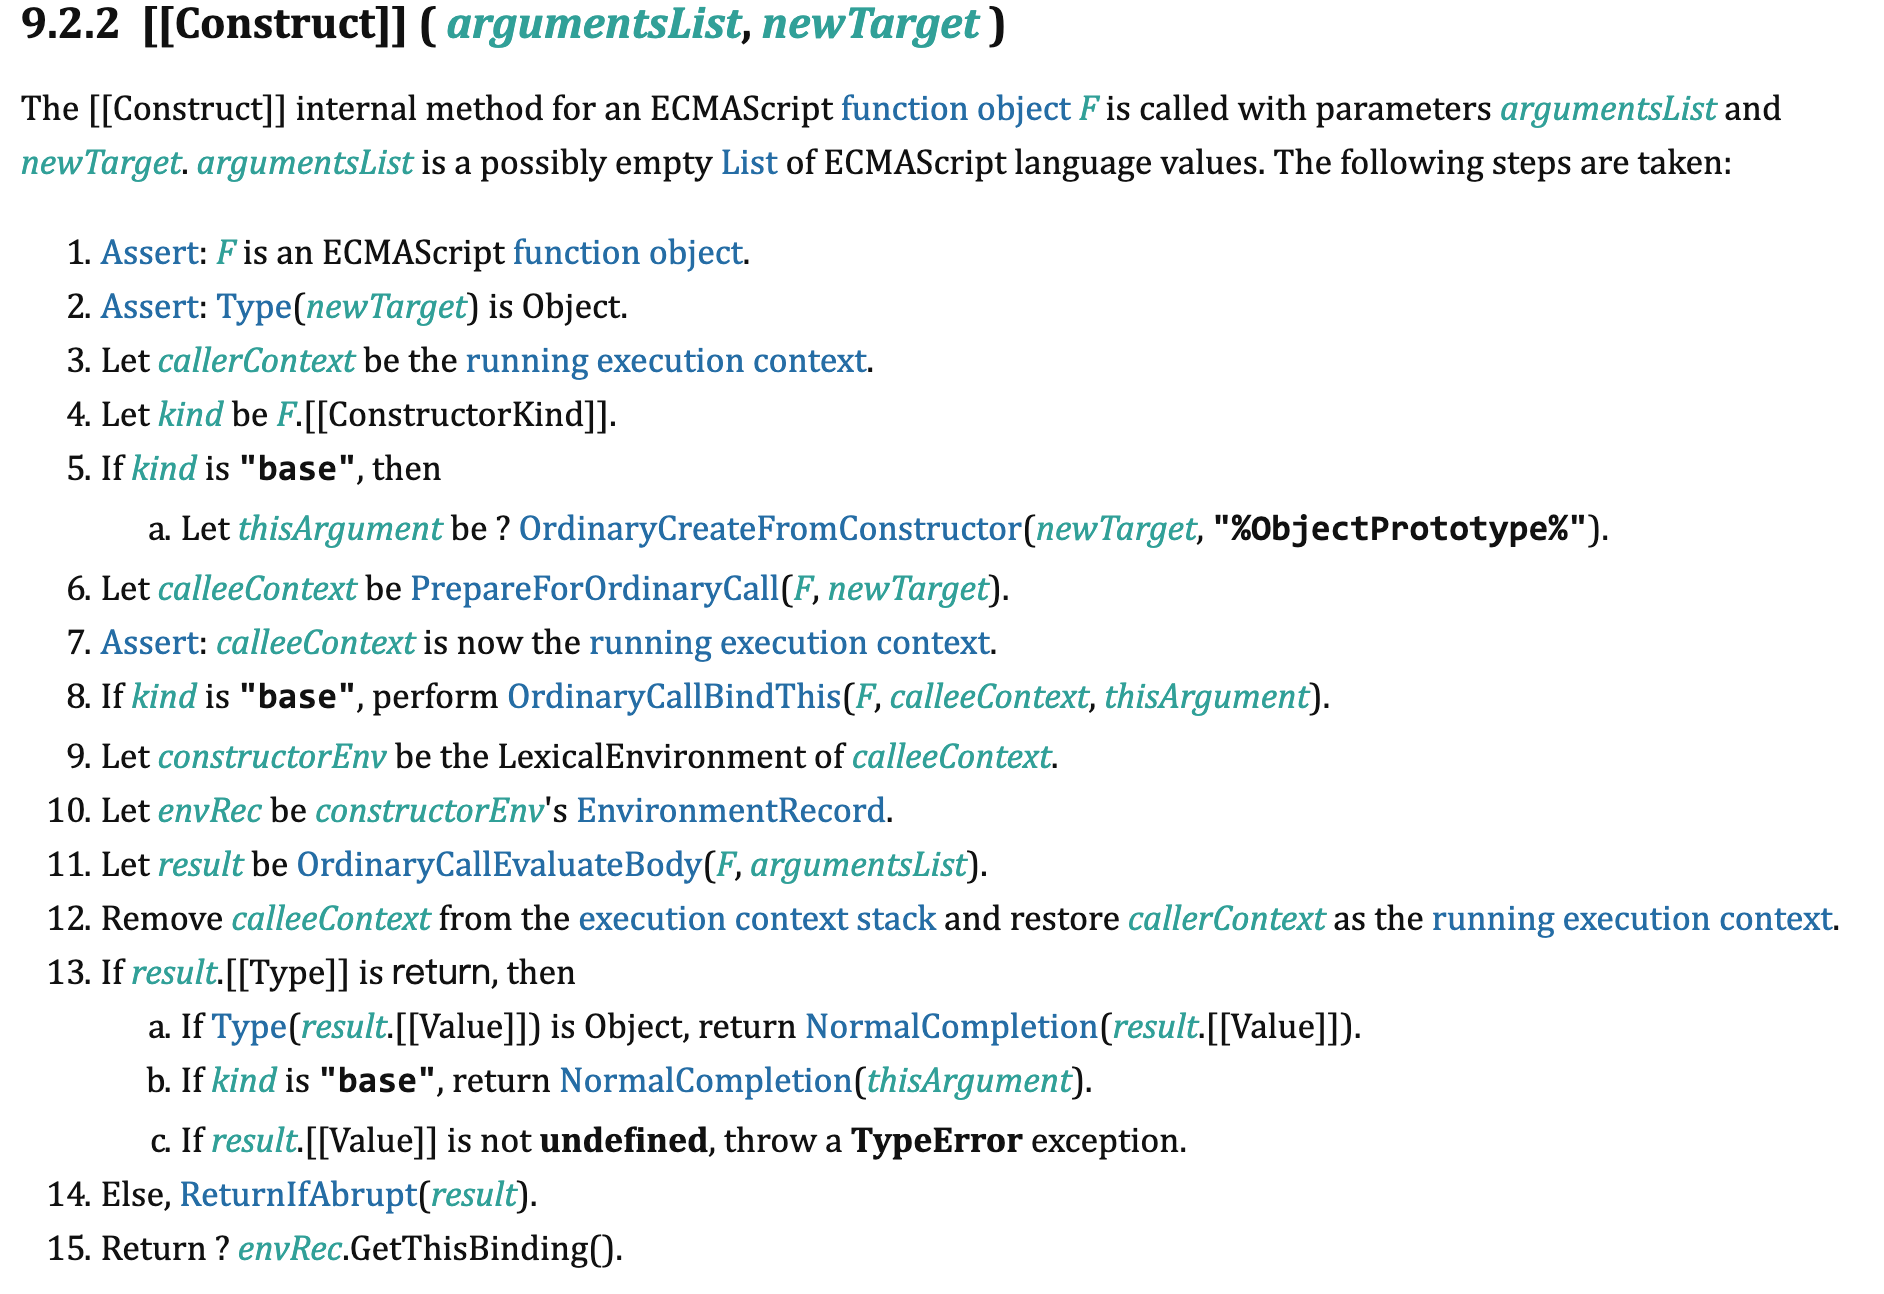 9.2.2 [[Construct]] ( argumentsList, newTarget )
The [[Construct]] internal method for an ECMAScript function object F is called with parameters argumentsList and
newTarget. argumentsList is a possibly empty List of ECMAScript language values. The following steps are taken:
1. Assert: F is an ECMAScript function object.
2. Assert: Type(newTarget) is Object.
3. Let callerContext be the running execution context.
4. Let kind be F.[[ConstructorKind]].
5. If kind is "base", then
a. Let thisArgument be ? OrdinaryCreateFromConstructor(newTarget, "%ObjectPrototype%").
6. Let calleeContext be PrepareForOrdinaryCall(F, newTarget).
7. Assert: calleeContext is now the running execution context.
8. If kind is "base", perform OrdinaryCallBindThis(F, calleeContext, thisArgument).
9. Let constructorEnv be the LexicalEnvironment of calleeContext.
10. Let envRec be constructorEnv's EnvironmentRecord.
11. Let result be OrdinaryCallEvaluateBody(F, argumentsList).
12. Remove calleeContext from the execution context stack and restore callerContext as the running execution context.
13. If result.[[Type]] is return, then
a. If Type(result.[[Value]]) is Object, return NormalCompletion(result.[[Value]]).
b. If kind is "base", return NormalCompletion(thisArgument).
c. If result.[[Value]] is not undefined, throw a TypeError exception.
14. Else, ReturnIfAbrupt(result).
15. Return ? envRec.GetThisBinding().